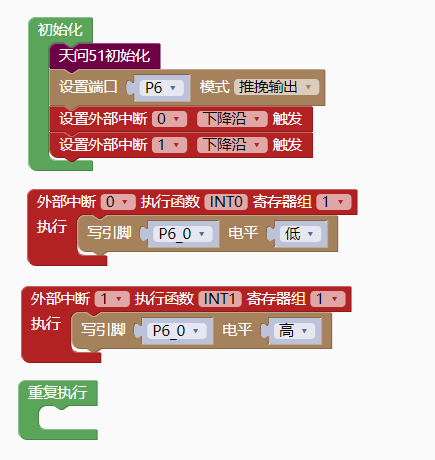 初始化
天问51初始化
设置端口 P6 模式 推挽输出
设置外部中断 0 下降沿 触发
设置外部中断 1 下降沿 触发
外部中断 0 执行函数 INT0 寄存器组 1
执行 写引脚 P6_0 电平 低
外部中断 1 执行函数 INT1 寄存器组 1
执行 写引脚 P6_0 电平 高
重复执行